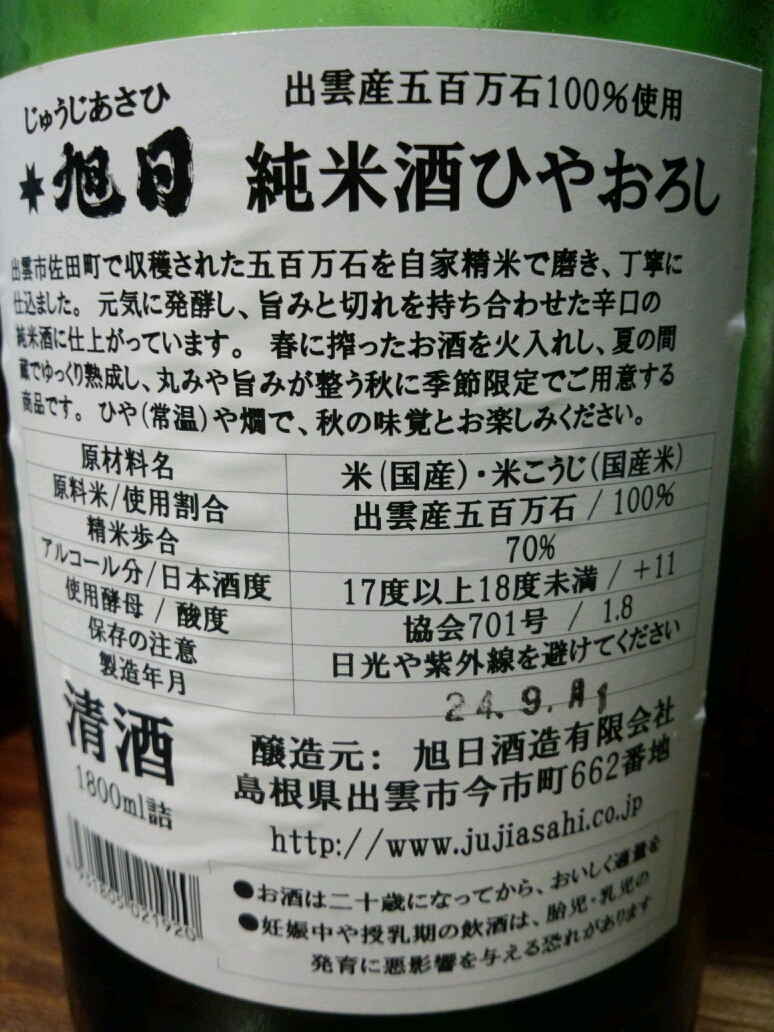 じゅうじあさひ
出雲産五百万石100%使用
旭日 純米酒ひやおろし
出雲市佐田町で収穫された五百万石を自家精米で磨き、丁寧に
仕込ました。 元気に発酵し、旨みと切れを持ち合わせた辛口の
純米酒に仕上がっています。 春に搾ったお酒を火入れし、夏の間
蔵でゆっくり熟成し、丸みや旨みが整う秋に季節限定でご用意する
商品です。 ひや(常温)や燗で、秋の味覚とお楽しみください。
原材料名 米(国産)・米こうじ(国産米)
原料米/使用割合 出雲産五百万石 / 100%
精米歩合 70%
アルコール分/日本酒度 17度以上18度未満 / +11
使用酵母 / 酸度 協会701号 / 1.8
保存の注意 日光や紫外線を避けてください
製造年月 24.9.
清酒
1800ml詰
醸造元: 旭日酒造有限会社
島根県出雲市今市町662番地
http://www.jujiasahi.co.jp
●お酒は二十歳になってから、おいしく適量を
●妊娠中や授乳期の飲酒は、胎児・乳児の
発育に悪影響を与える恐れがあります